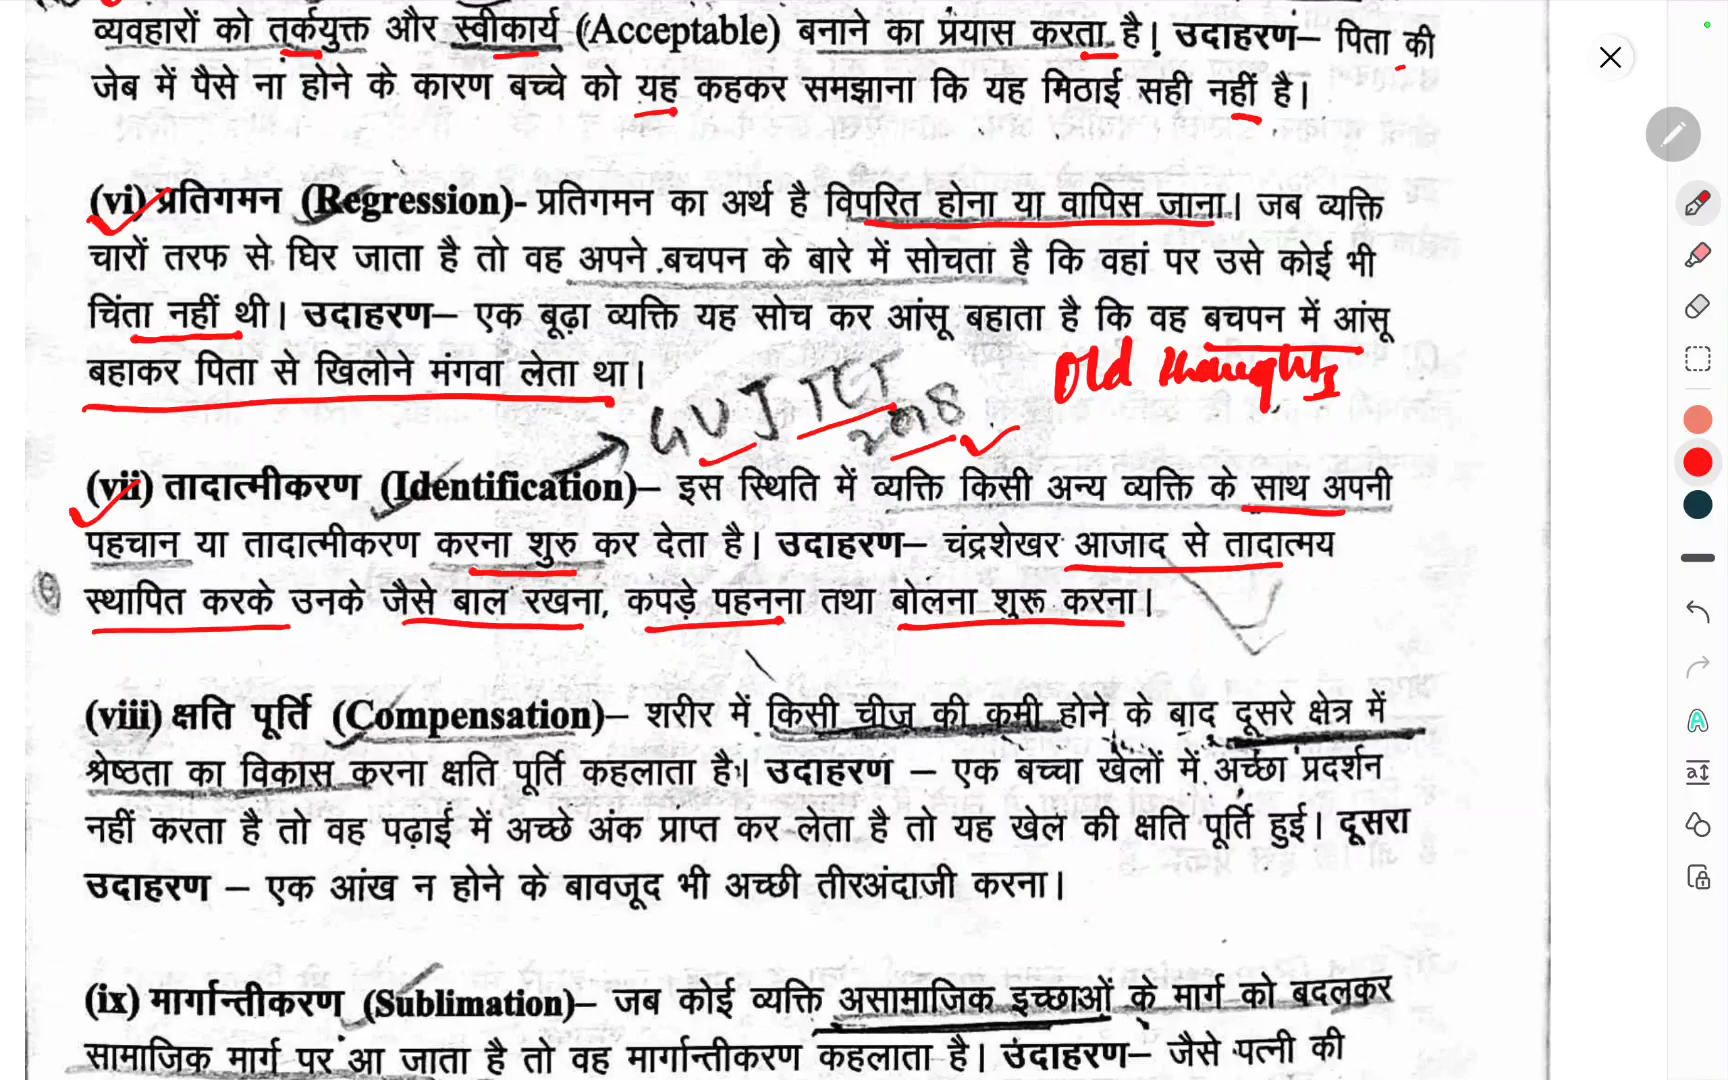 व्यवहारों को तर्कयुक्त और स्वीकार्य (Acceptable) बनाने का प्रयास करता है। उदाहरण– पिता की
जेब में पैसे ना होने के कारण बच्चे को यह कहकर समझाना कि यह मिठाई सही नहीं है।
(vi) प्रतिगमन (Regression)- प्रतिगमन का अर्थ है विपरित होना या वापिस जाना। जब व्यक्ति
चारों तरफ से घिर जाता है तो वह अपने बचपन के बारे में सोचता है कि वहां पर उसे कोई भी
चिंता नहीं थी। उदाहरण– एक बूढ़ा व्यक्ति यह सोच कर आंसू बहाता है कि वह बचपन में आंसू
बहाकर पिता से खिलोने मंगवा लेता था।
Old thoughts
GUJ TET
2018
(vii) तादात्मीकरण (Identification)– इस स्थिति में व्यक्ति किसी अन्य व्यक्ति के साथ अपनी
पहचान या तादात्मीकरण करना शुरु कर देता है। उदाहरण– चंद्रशेखर आजाद से तादात्मय
स्थापित करके उनके जैसे बाल रखना, कपड़े पहनना तथा बोलना शुरू करना।
(viii) क्षति पूर्ति (Compensation)– शरीर में किसी चीज की कमी होने के बाद दूसरे क्षेत्र में
श्रेष्ठता का विकास करना क्षति पूर्ति कहलाता है। उदाहरण – एक बच्चा खेलों में अच्छा प्रदर्शन
नहीं करता है तो वह पढ़ाई में अच्छे अंक प्राप्त कर लेता है तो यह खेल की क्षति पूर्ति हुई। दूसरा
उदाहरण – एक आंख न होने के बावजूद भी अच्छी तीरअंदाजी करना।
(ix) मार्गान्तीकरण (Sublimation)– जब कोई व्यक्ति असामाजिक इच्छाओं के मार्ग को बदलकर
सामाजिक मार्ग पर आ जाता है तो वह मार्गान्तीकरण कहलाता है। उदाहरण– जैसे पत्नी की